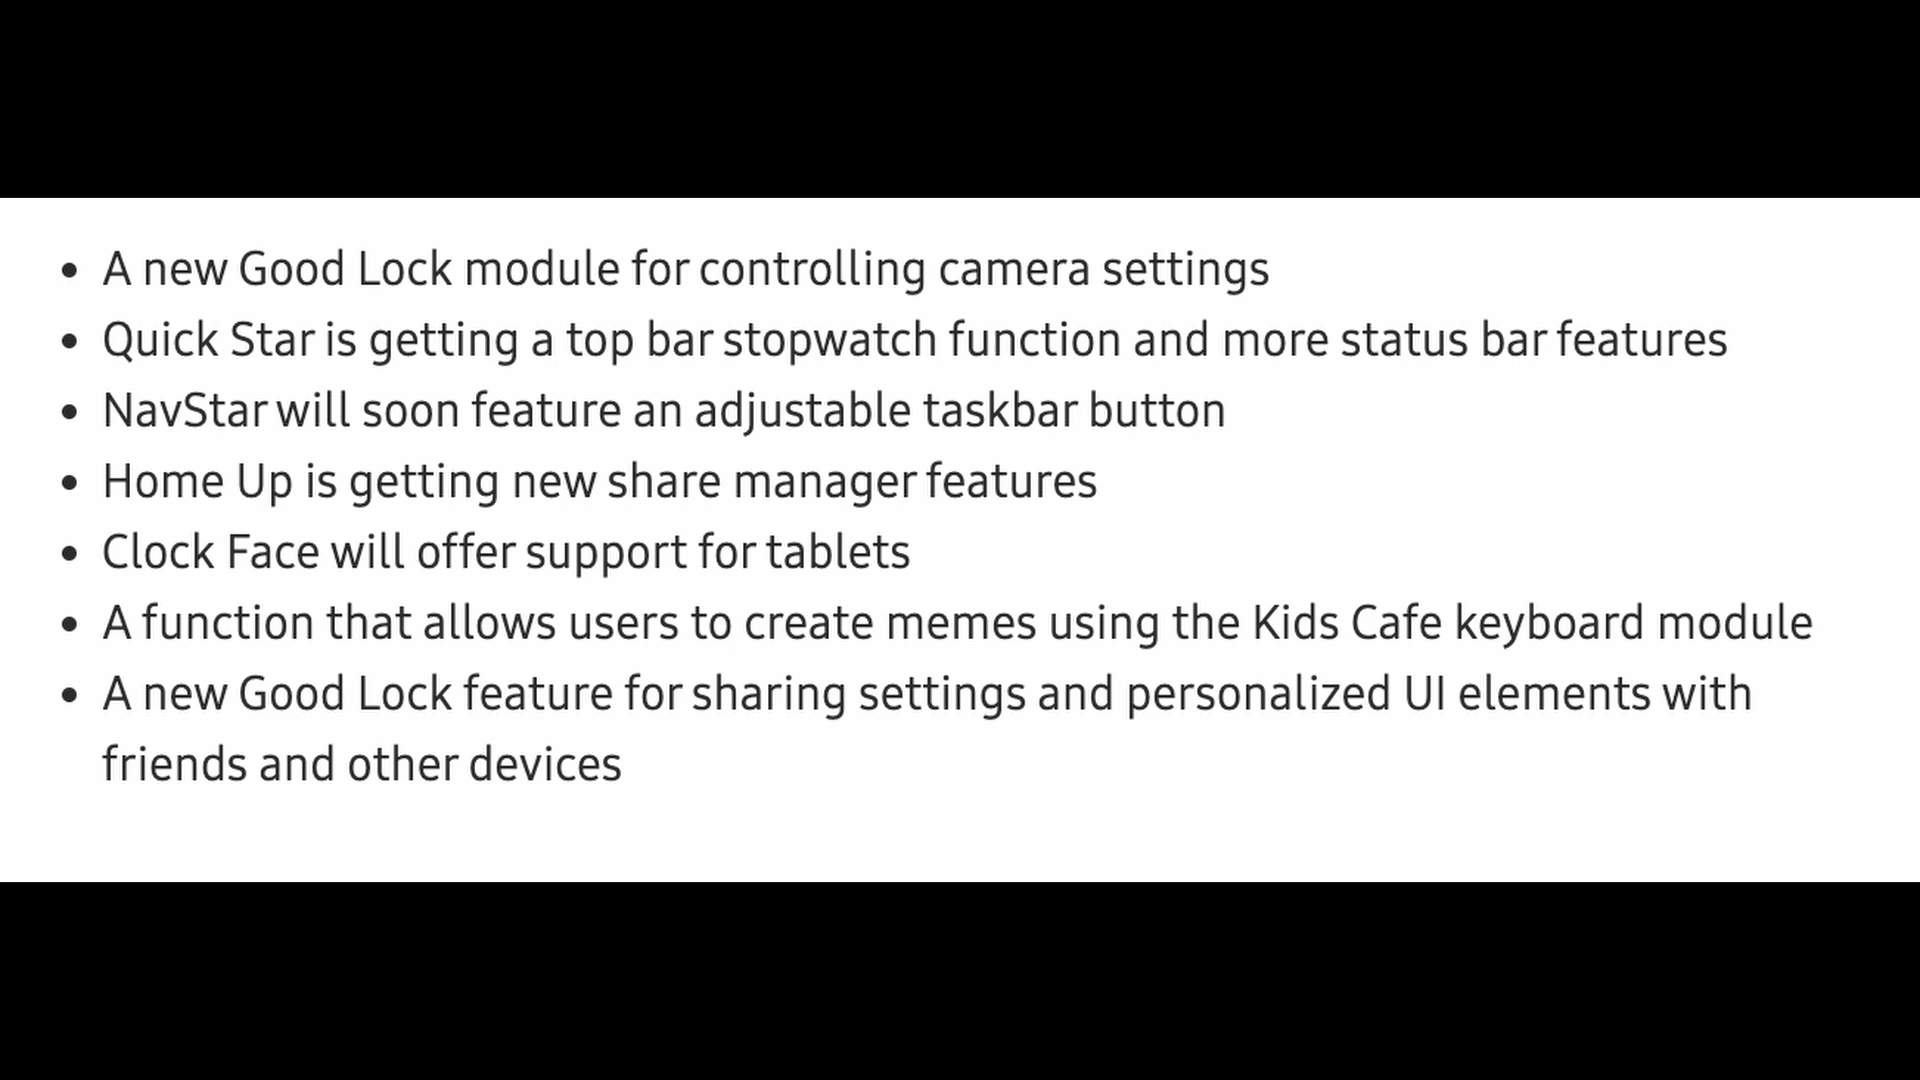 • A new Good Lock module for controlling camera settings
• Quick Star is getting a top bar stopwatch function and more status bar features
• NavStar will soon feature an adjustable taskbar button
• Home Up is getting new share manager features
• Clock Face will offer support for tablets
• A function that allows users to create memes using the Kids Cafe keyboard module
• A new Good Lock feature for sharing settings and personalized UI elements with
friends and other devices